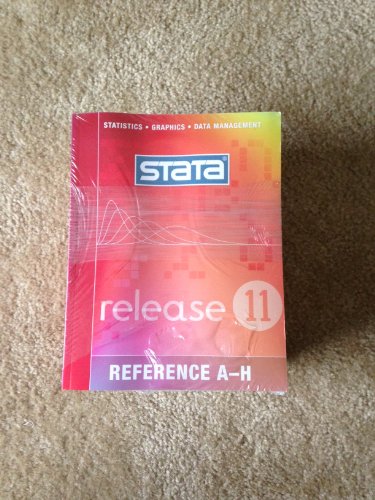 STATISTICS • GRAPHICS • DATA MANAGEMENT
STATA®
release 11
REFERENCE A–H